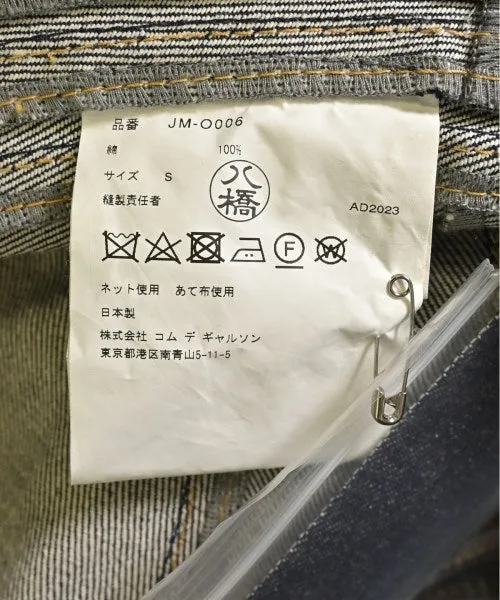 品番 JM-O006
綿 100%
サイズ S
縫製責任者
八橋
AD2023
F
W
ネット使用 あて布使用
日本製
株式会社 コム デ ギャルソン
東京都港区南青山5-11-5